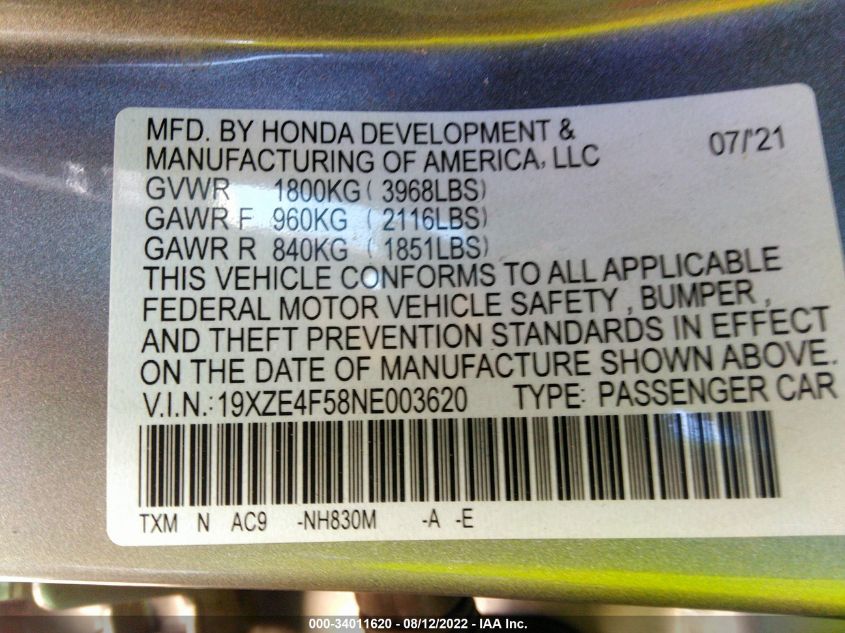 MFD. BY HONDA DEVELOPMENT & 07/'21
MANUFACTURING OF AMERICA, LLC
GVWR 1800KG ( 3968LBS)
GAWR F 960KG ( 2116LBS)
GAWR R 840KG ( 1851LBS)
THIS VEHICLE CONFORMS TO ALL APPLICABLE
FEDERAL MOTOR VEHICLE SAFETY , BUMPER ,
AND THEFT PREVENTION STANDARDS IN EFFECT
ON THE DATE OF MANUFACTURE SHOWN ABOVE.
V.I.N.: 19XZE4F58NE003620 TYPE: PASSENGER CAR
TXM N AC9 -NH830M -A -E
000-34011620 - 08/12/2022 - IAA Inc.